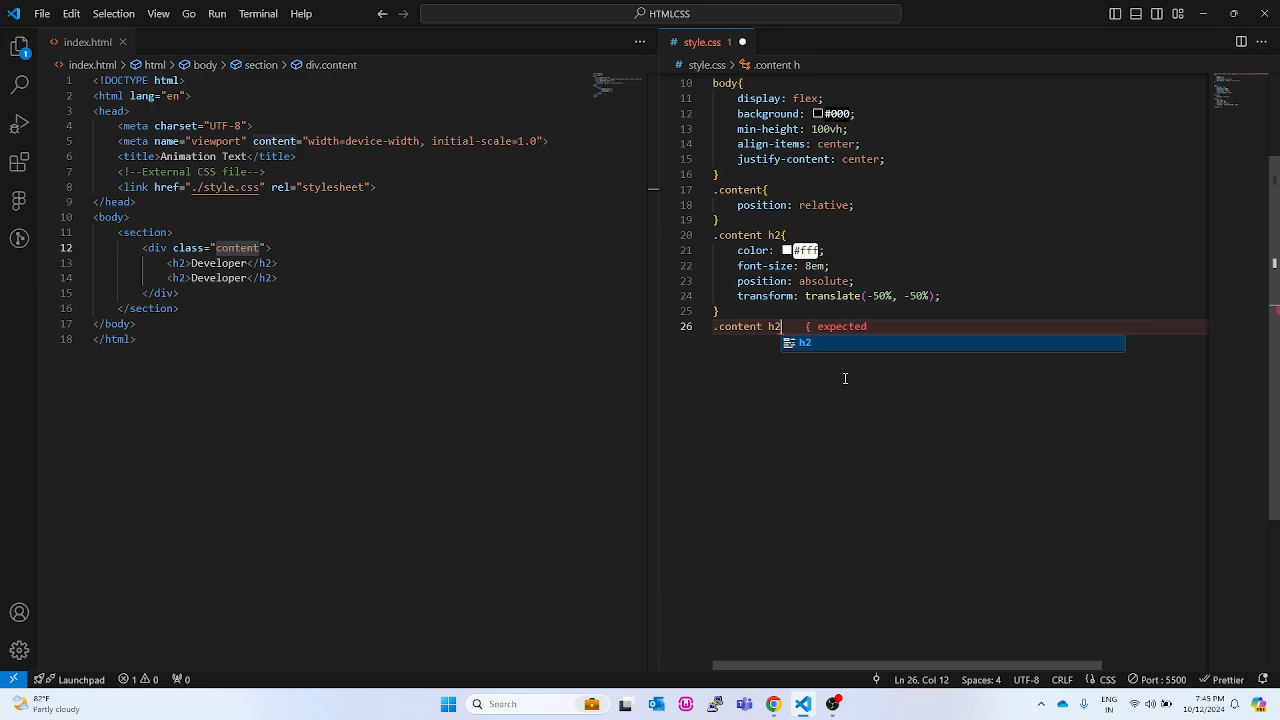 File Edit Selection View Go Run Terminal Help
HTMLCSS
index.html
index.html > html > body > section > div.content
1 <!DOCTYPE html>
2 <html lang="en">
3 <head>
4 <meta charset="UTF-8">
5 <meta name="viewport" content="width=device-width, initial-scale=1.0">
6 <title>Animation Text</title>
7 <!--External CSS file-->
8 <link href="./style.css" rel="stylesheet">
9 </head>
10 <body>
11 <section>
12 <div class="content">
13 <h2>Developer</h2>
14 <h2>Developer</h2>
15 </div>
16 </section>
17 </body>
18 </html>
style.css 1
style.css > .content h
10 body{
11 display: flex;
12 background: #000;
13 min-height: 100vh;
14 align-items: center;
15 justify-content: center;
16 }
17 .content{
18 position: relative;
19 }
20 .content h2{
21 color: #fff;
22 font-size: 8em;
23 position: absolute;
24 transform: translate(-50%, -50%);
25 }
26 .content h2 { expected
h2
1
Launchpad 1 0 0
Ln 26, Col 12 Spaces: 4 UTF-8 CRLF {} CSS Port : 5500 Prettier
82°F
Partly cloudy
Search
ENG
IN
7:45 PM
10/12/2024